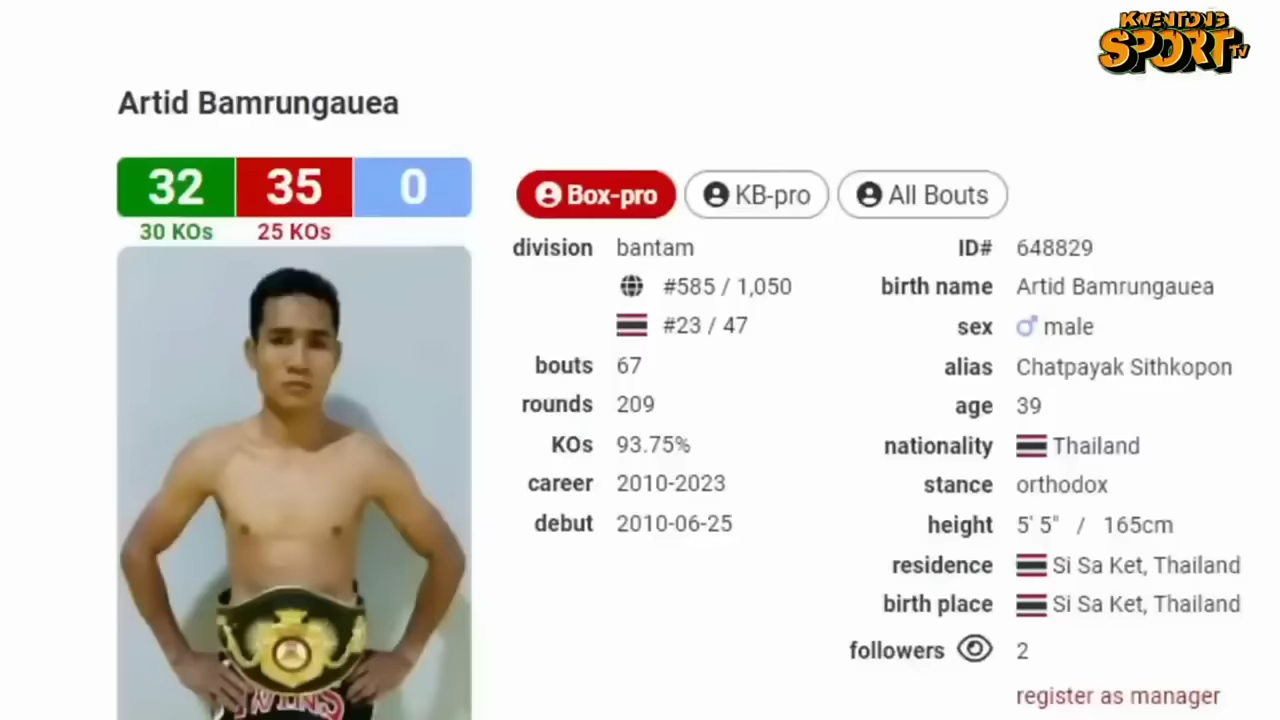 KWENTONG
SPORT TV
Artid Bamrungauea
32 35 0
30 KOs 25 KOs
Box-pro KB-pro All Bouts
division bantam
#585 / 1,050
#23 / 47
bouts 67
rounds 209
KOs 93.75%
career 2010-2023
debut 2010-06-25
ID# 648829
birth name Artid Bamrungauea
sex male
alias Chatpayak Sithkopon
age 39
nationality Thailand
stance orthodox
height 5' 5" / 165cm
residence Si Sa Ket, Thailand
birth place Si Sa Ket, Thailand
followers 2
register as manager
TWINS